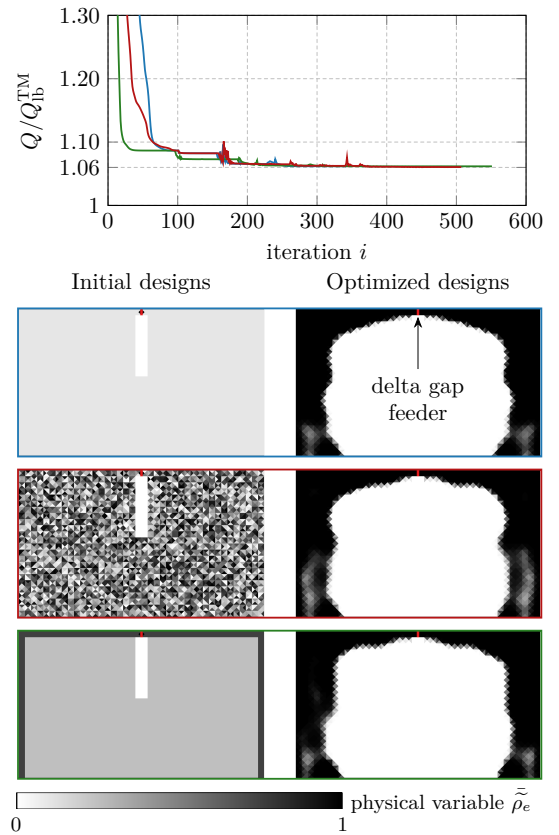 1.30
1.20
1.10
1.06
1
Q/Q_lb^TM
0 100 200 300 400 500 600
iteration i
Initial designs Optimized designs
delta gap
feeder
0 1
physical variable ρ̃̄_e